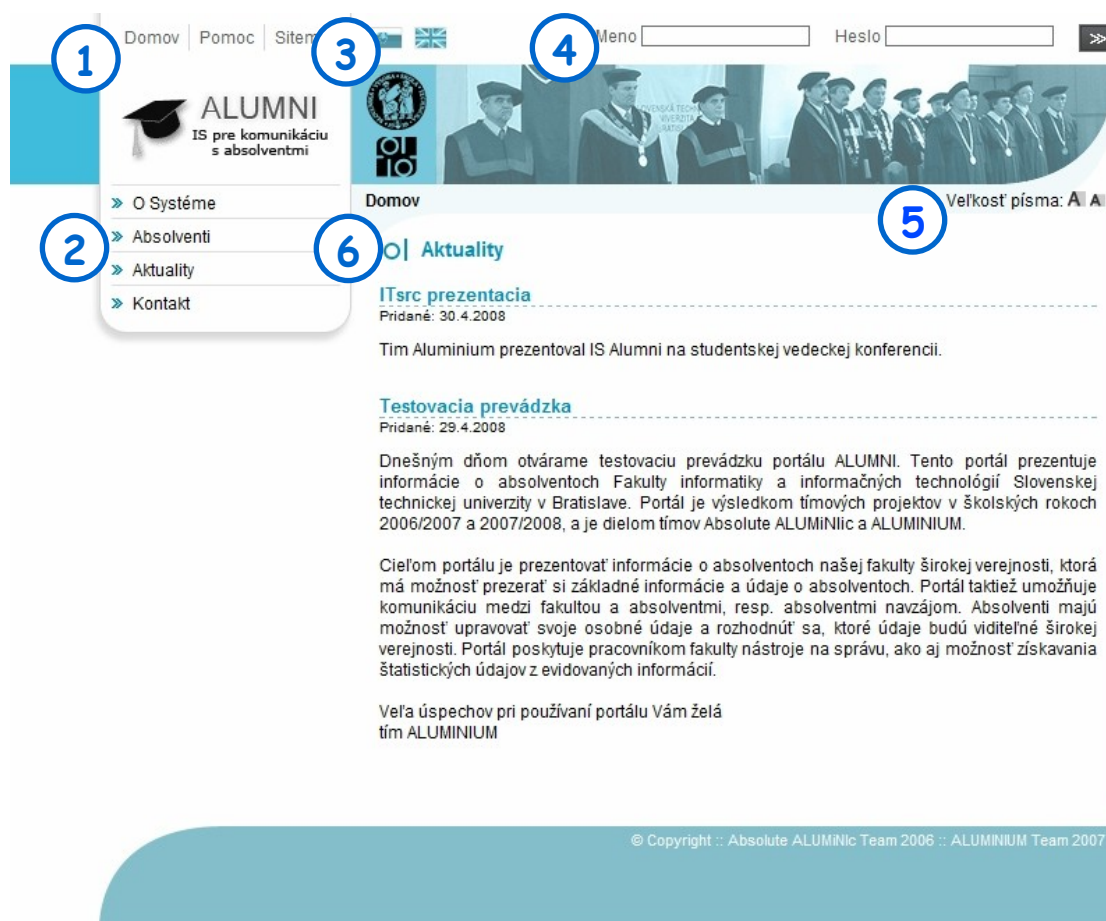 1
Domov
Pomoc
Sitem
3
4
Meno
Heslo
ALUMNI
IS pre komunikáciu
s absolventmi
SLOVENSKÁ TECHNICKÁ
UNIVERZITA
BRATISLAVE
O Systéme
Absolventi
Aktuality
Kontakt
2
Domov
5
Veľkosť písma: A A
6
Aktuality
ITsrc prezentacia
Pridané: 30.4.2008
Tim Aluminium prezentoval IS Alumni na studentskej vedeckej konferencii.
Testovacia prevádzka
Pridané: 29.4.2008
Dnešným dňom otvárame testovaciu prevádzku portálu ALUMNI. Tento portál prezentuje
informácie o absolventoch Fakulty informatiky a informačných technológií Slovenskej
technickej univerzity v Bratislave. Portál je výsledkom tímových projektov v školských rokoch
2006/2007 a 2007/2008, a je dielom tímov Absolute ALUMiNIic a ALUMINIUM.
Cieľom portálu je prezentovať informácie o absolventoch našej fakulty širokej verejnosti, ktorá
má možnosť prezerať si základné informácie a údaje o absolventoch. Portál taktiež umožňuje
komunikáciu medzi fakultou a absolventmi, resp. absolventmi navzájom. Absolventi majú
možnosť upravovať svoje osobné údaje a rozhodnúť sa, ktoré údaje budú viditeľné širokej
verejnosti. Portál poskytuje pracovníkom fakulty nástroje na správu, ako aj možnosť získavania
štatistických údajov z evidovaných informácií.
Veľa úspechov pri používaní portálu Vám želá
tím ALUMINIUM
© Copyright :: Absolute ALUMiNIc Team 2006 :: ALUMINIUM Team 2007